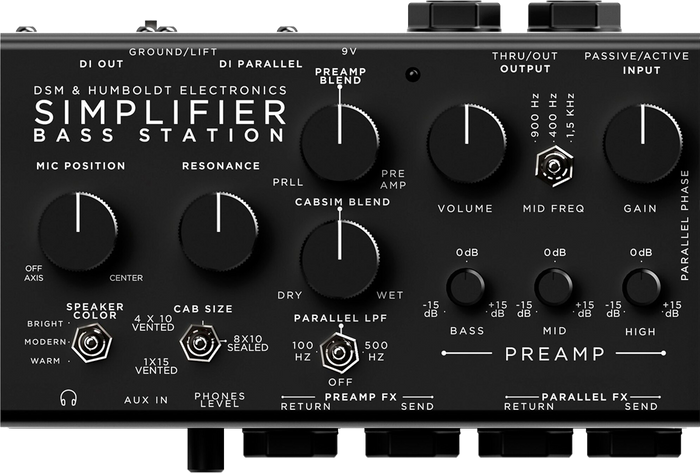 GROUND/LIFT
9V
THRU/OUT
PASSIVE/ACTIVE
DI OUT
DI PARALLEL
OUTPUT
INPUT
PREAMP
BLEND
DSM & HUMBOLDT ELECTRONICS
SIMPLIFIER
BASS STATION
900 Hz
400 Hz
1,5 KHz
MIC POSITION
RESONANCE
PRLL
PRE
AMP
CABSIM BLEND
VOLUME
MID FREQ
GAIN
PARALLEL PHASE
OFF
AXIS
CENTER
DRY
WET
0dB
0dB
0dB
-15
dB
+15
dB
-15
dB
+15
dB
-15
dB
+15
dB
BASS
MID
HIGH
PREAMP
SPEAKER
COLOR
BRIGHT
MODERN
WARM
CAB SIZE
4 X 10
VENTED
8X10
SEALED
1X15
VENTED
PARALLEL LPF
100
HZ
500
HZ
OFF
AUX IN
PHONES
LEVEL
PREAMP FX
RETURN
SEND
PARALLEL FX
RETURN
SEND